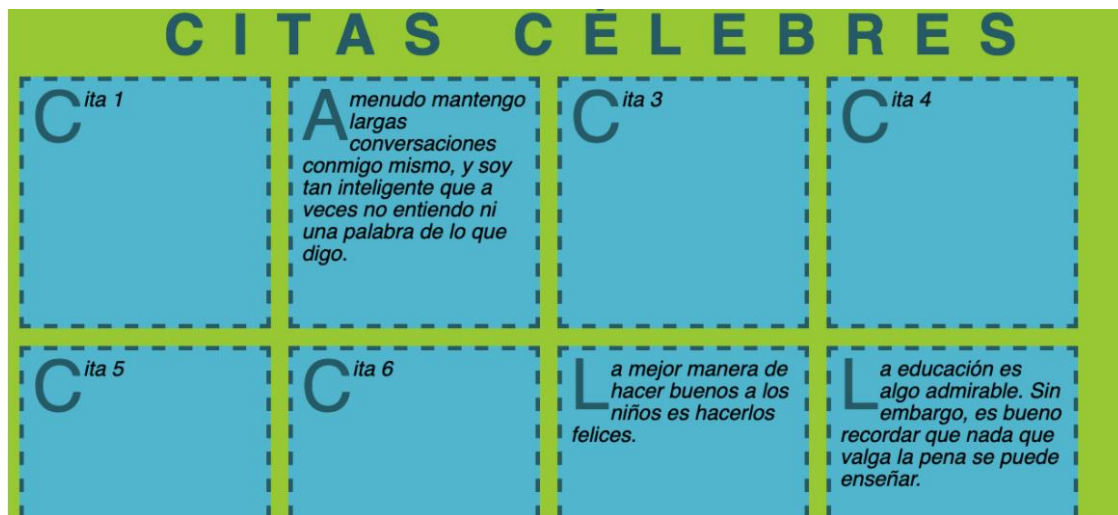 CITAS CÉLEBRES
Cita 1
A menudo mantengo
largas
conversaciones
conmigo mismo, y soy
tan inteligente que a
veces no entiendo ni
una palabra de lo que
digo.
Cita 3
Cita 4
Cita 5
Cita 6
La mejor manera de
hacer buenos a los
niños es hacerlos
felices.
La educación es
algo admirable. Sin
embargo, es bueno
recordar que nada que
valga la pena se puede
enseñar.